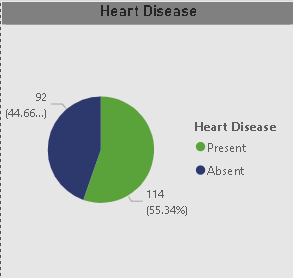 Heart Disease
92
(44.66...)
Heart Disease
Present
Absent
114
(55.34%)